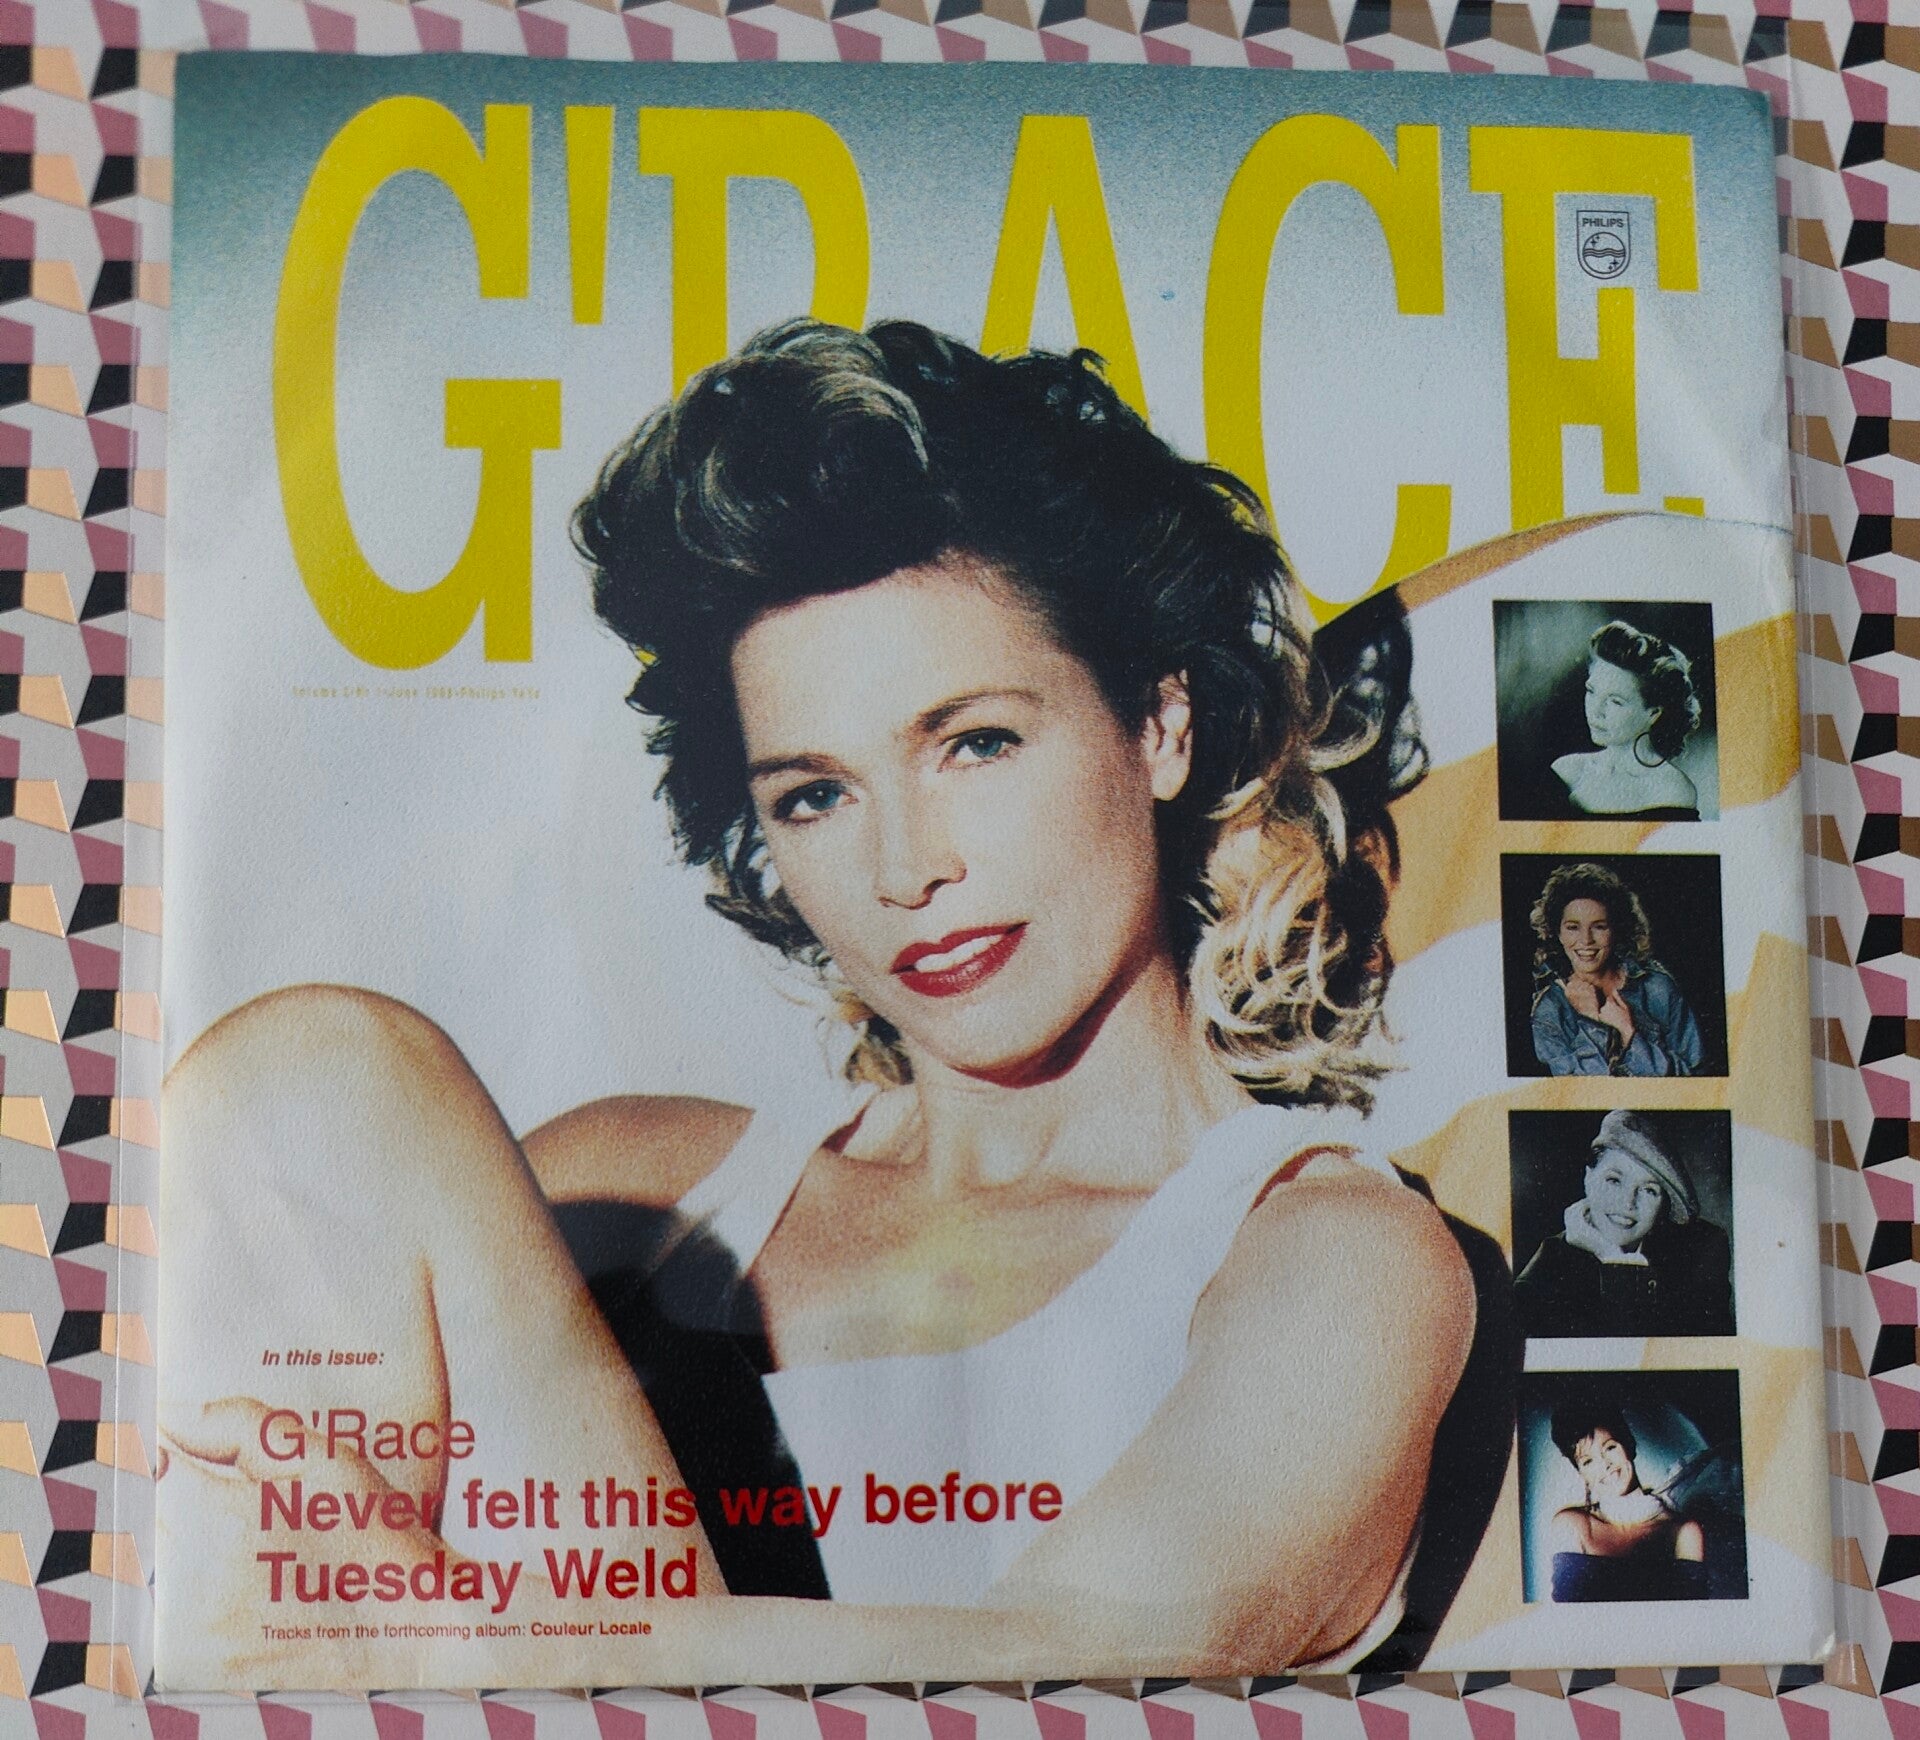 G'RACE
PHILIPS
In this issue:
G'Race
Never felt this way before
Tuesday Weld
Tracks from the forthcoming album: Couleur Locale